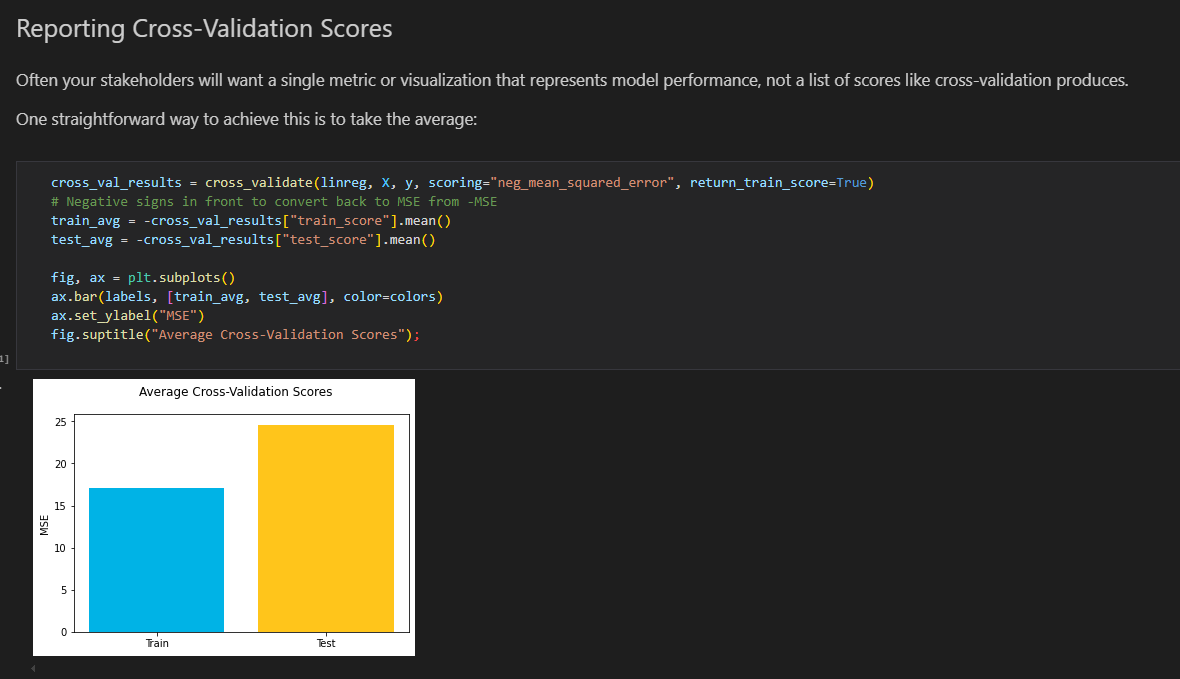 Reporting Cross-Validation Scores
Often your stakeholders will want a single metric or visualization that represents model performance, not a list of scores like cross-validation produces.
One straightforward way to achieve this is to take the average:
cross_val_results = cross_validate(linreg, X, y, scoring="neg_mean_squared_error", return_train_score=True)
# Negative signs in front to convert back to MSE from -MSE
train_avg = -cross_val_results["train_score"].mean()
test_avg = -cross_val_results["test_score"].mean()
fig, ax = plt.subplots()
ax.bar(labels, [train_avg, test_avg], color=colors)
ax.set_ylabel("MSE")
fig.suptitle("Average Cross-Validation Scores");
1]
Average Cross-Validation Scores
25
20
15
10
5
0
MSE
Train
Test